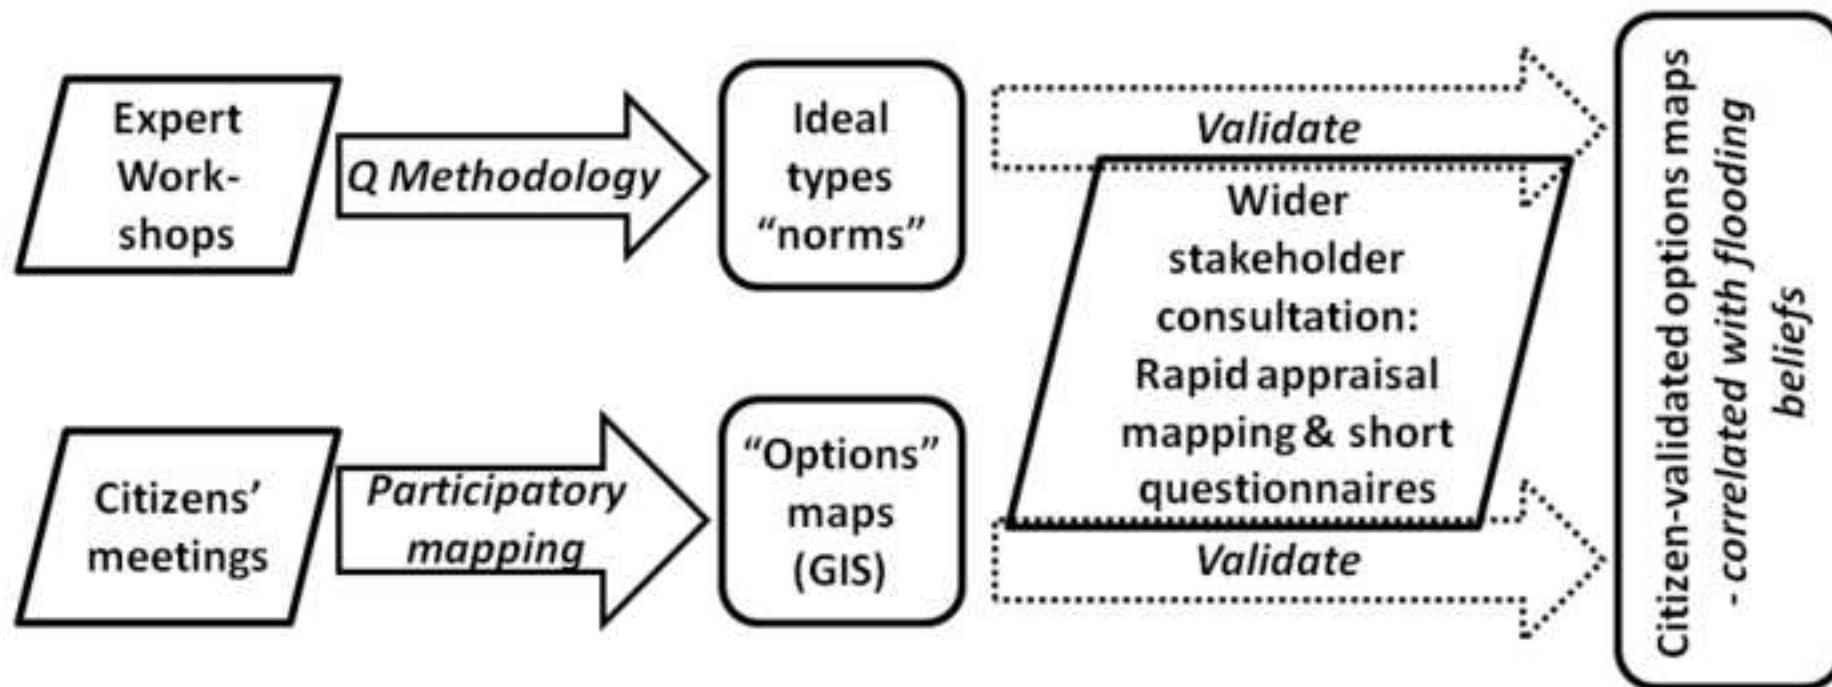 Expert
Work-
shops
Q Methodology
Ideal
types
“norms”
Validate
Citizens’
meetings
Participatory
mapping
“Options”
maps
(GIS)
Validate
Wider
stakeholder
consultation:
Rapid appraisal
mapping & short
questionnaires
Citizen-validated options maps
- correlated with flooding
beliefs